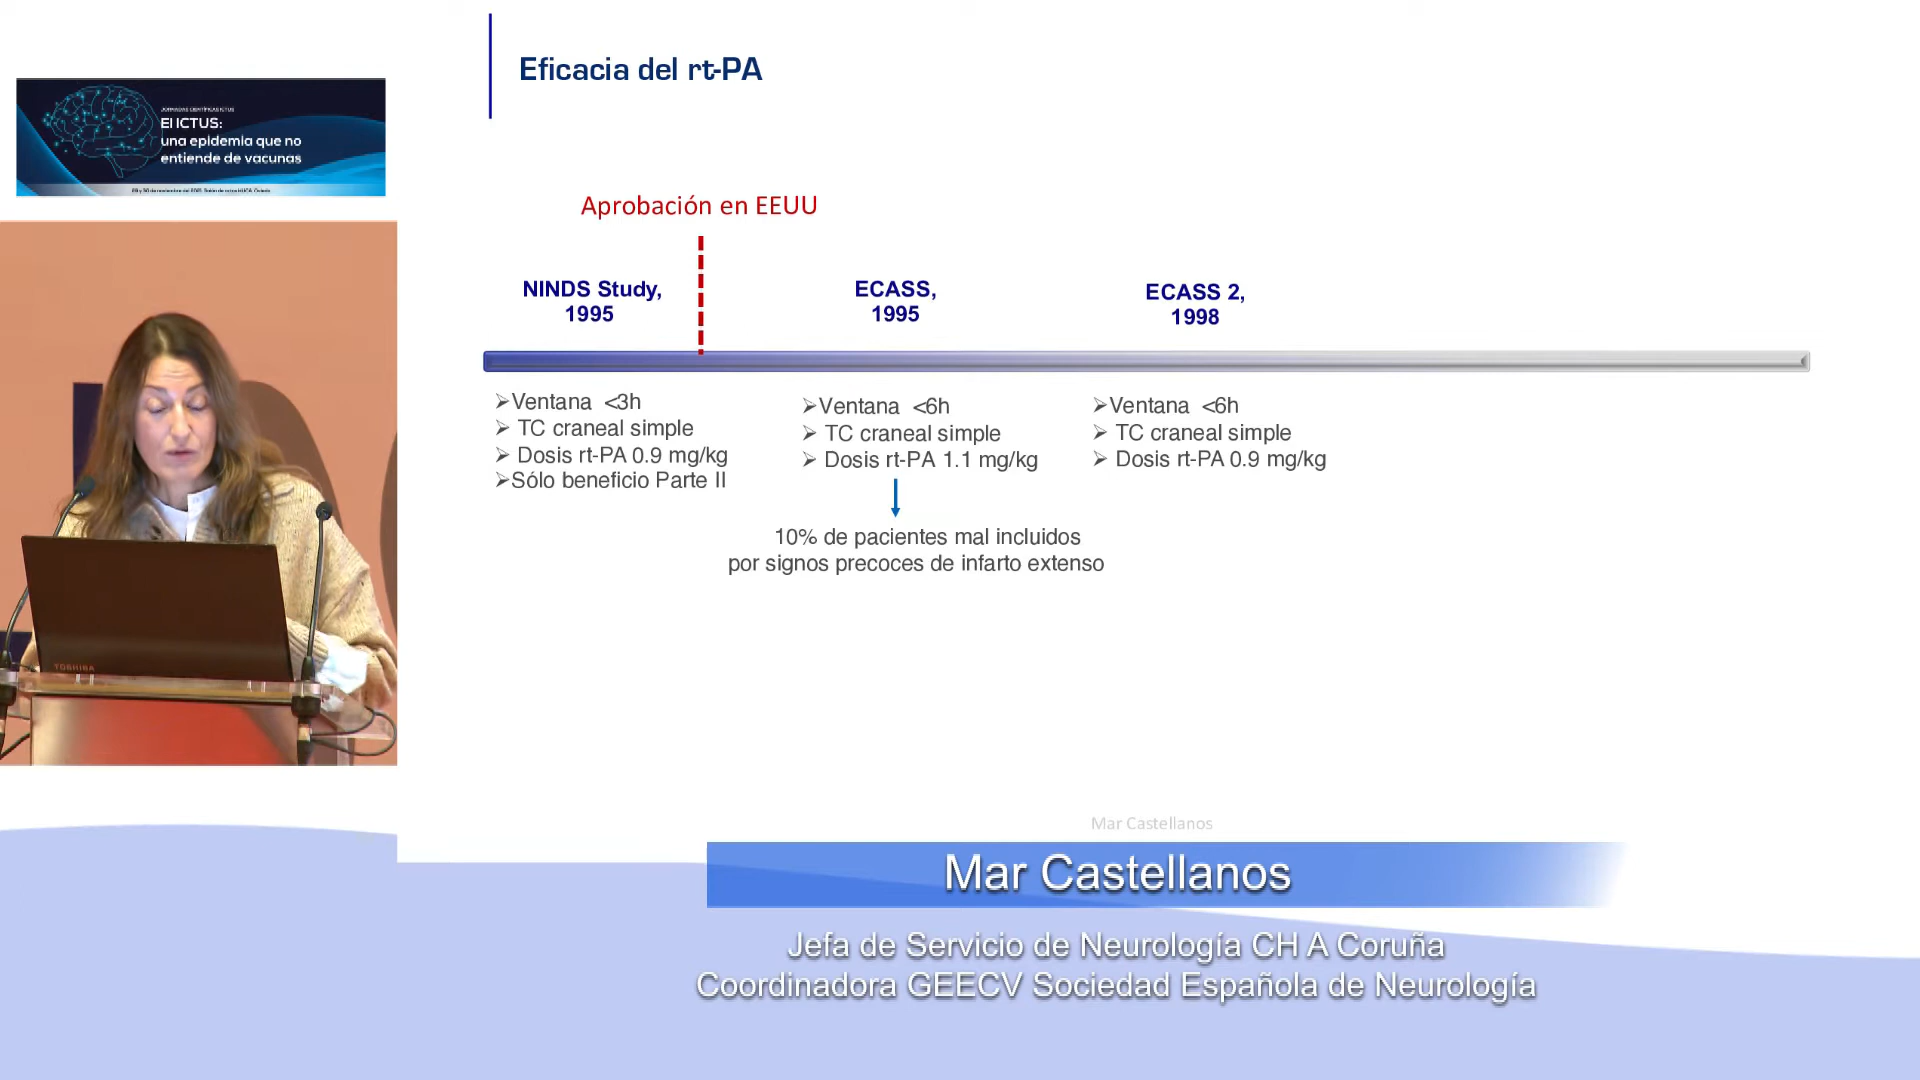 Eficacia del rt-PA
JORNADAS CIENTÍFICAS ICTUS
El ICTUS:
una epidemia que no
entiende de vacunas
Aprobación en EEUU
NINDS Study,
1995
ECASS,
1995
ECASS 2,
1998
➢Ventana <3h
➢ TC craneal simple
➢ Dosis rt-PA 0.9 mg/kg
➢Sólo beneficio Parte II
➢Ventana <6h
➢ TC craneal simple
➢ Dosis rt-PA 1.1 mg/kg
10% de pacientes mal incluidos
por signos precoces de infarto extenso
➢Ventana <6h
➢ TC craneal simple
➢ Dosis rt-PA 0.9 mg/kg
TOSHIBA
Mar Castellanos
Mar Castellanos
Jefa de Servicio de Neurología CH A Coruña
Coordinadora GEECV Sociedad Española de Neurología